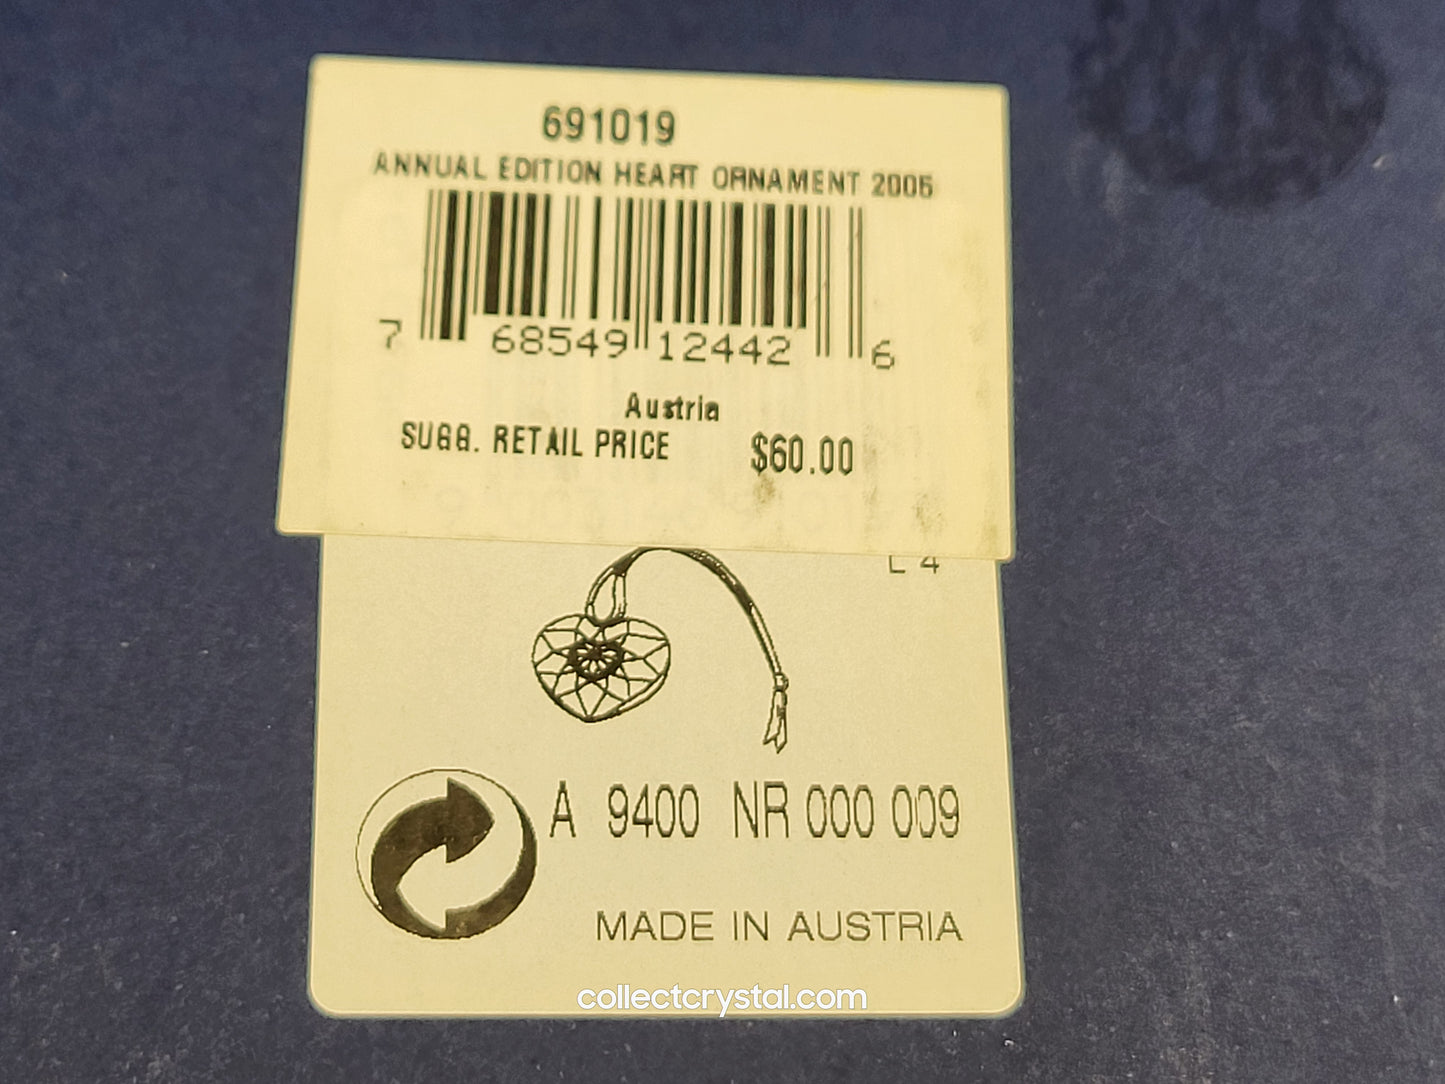 691019
ANNUAL EDITION HEART ORNAMENT 2005
7 68549 12442 6
Austria
SUGG. RETAIL PRICE $60.00
L 4
A 9400 NR 000 009
MADE IN AUSTRIA
collectcrystal.com